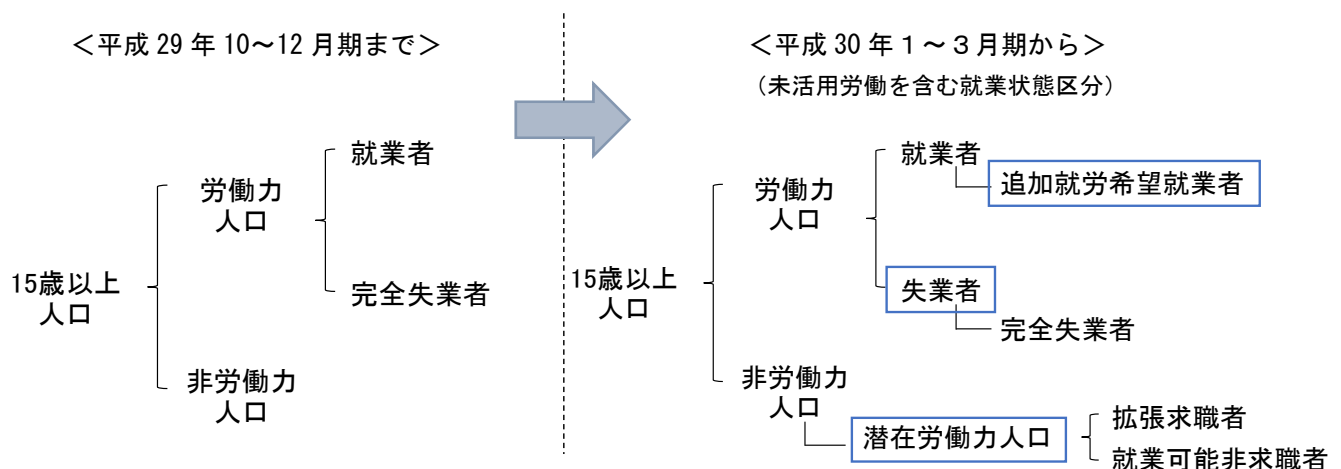 ＜平成 29 年 10～12 月期まで＞
就業者
労働力
人口
15歳以上
人口
完全失業者
非労働力
人口
＜平成 30 年１～３月期から＞
（未活用労働を含む就業状態区分）
就業者
追加就労希望就業者
労働力
人口
15歳以上
人口
失業者
完全失業者
非労働力
人口
潜在労働力人口
拡張求職者
就業可能非求職者